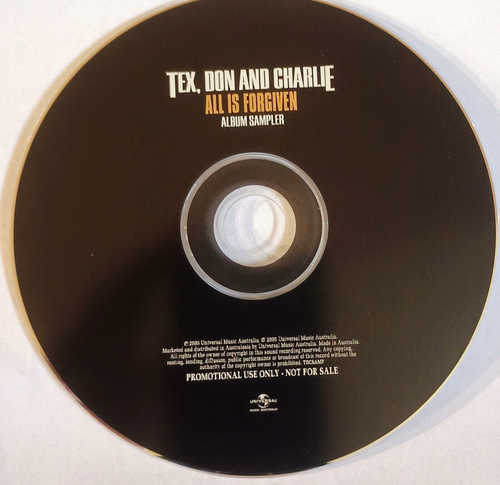 TEX, DON AND CHARLIE
ALL IS FORGIVEN
ALBUM SAMPLER
℗ 2005 Universal Music Australia. © 2005 Universal Music Australia.
Marketed and distributed in Australasia by Universal Music Australia. Made in Australia.
All rights of the owner of copyright in this sound recording reserved. Any copying,
renting, lending, diffusion, public performance or broadcast of this record without the
authority of the copyright owner is prohibited. TDCSAMP
PROMOTIONAL USE ONLY - NOT FOR SALE
UNIVERSAL